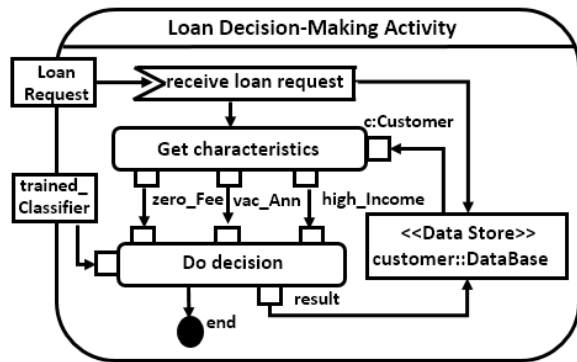 Loan Decision-Making Activity
Loan
Request
receive loan request
c:Customer
Get characteristics
trained_
Classifier
zero_Fee
vac_Ann
high_Income
<<Data Store>>
customer::DataBase
Do decision
result
end